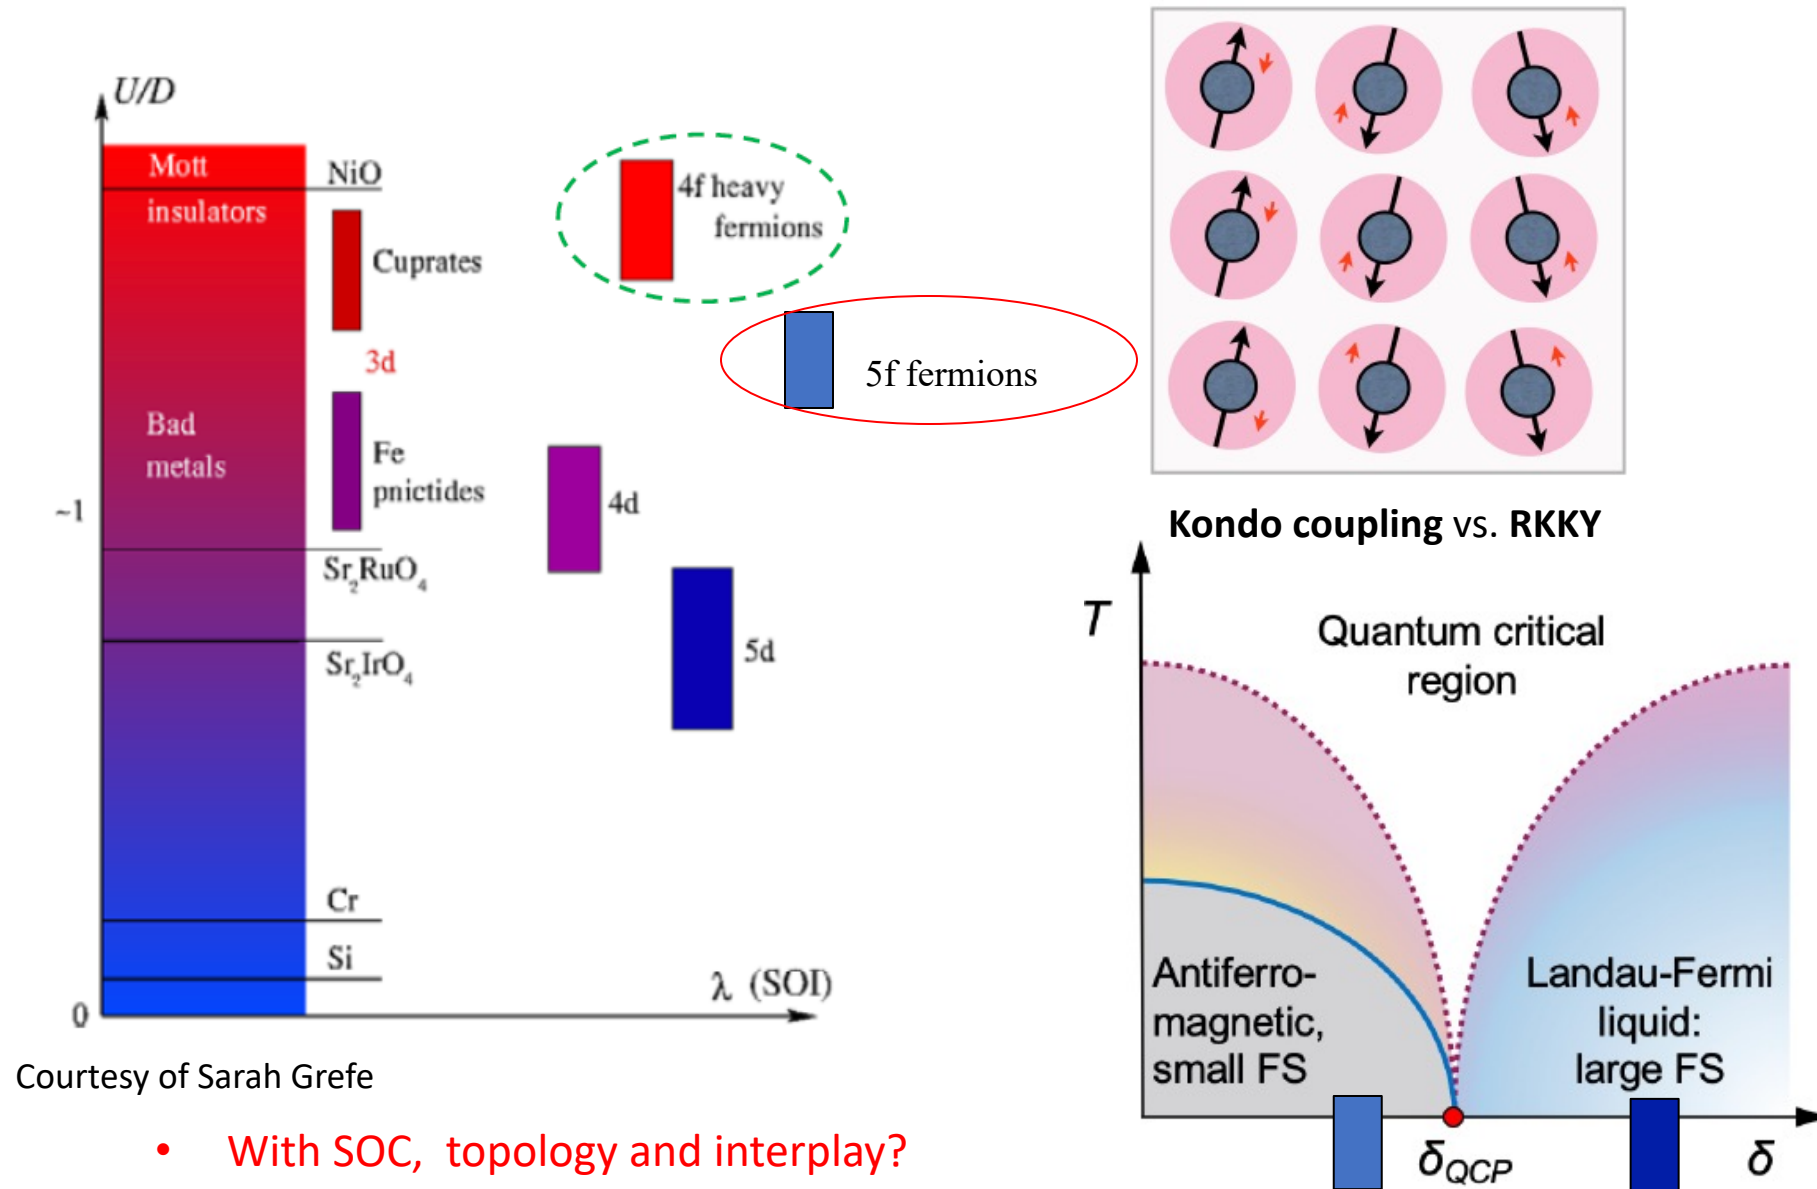 U/D
Mott
insulators
NiO
Cuprates
3d
Bad
metals
Fe
pnictides
~1
Sr₂RuO₄
Sr₂IrO₄
Cr
Si
0
λ (SOI)
4f heavy
fermions
5f fermions
4d
5d
Courtesy of Sarah Grefe
• With SOC, topology and interplay?
Kondo coupling vs. RKKY
T
Quantum critical
region
Antiferro-
magnetic,
small FS
Landau-Fermi
liquid:
large FS
δQCP
δ